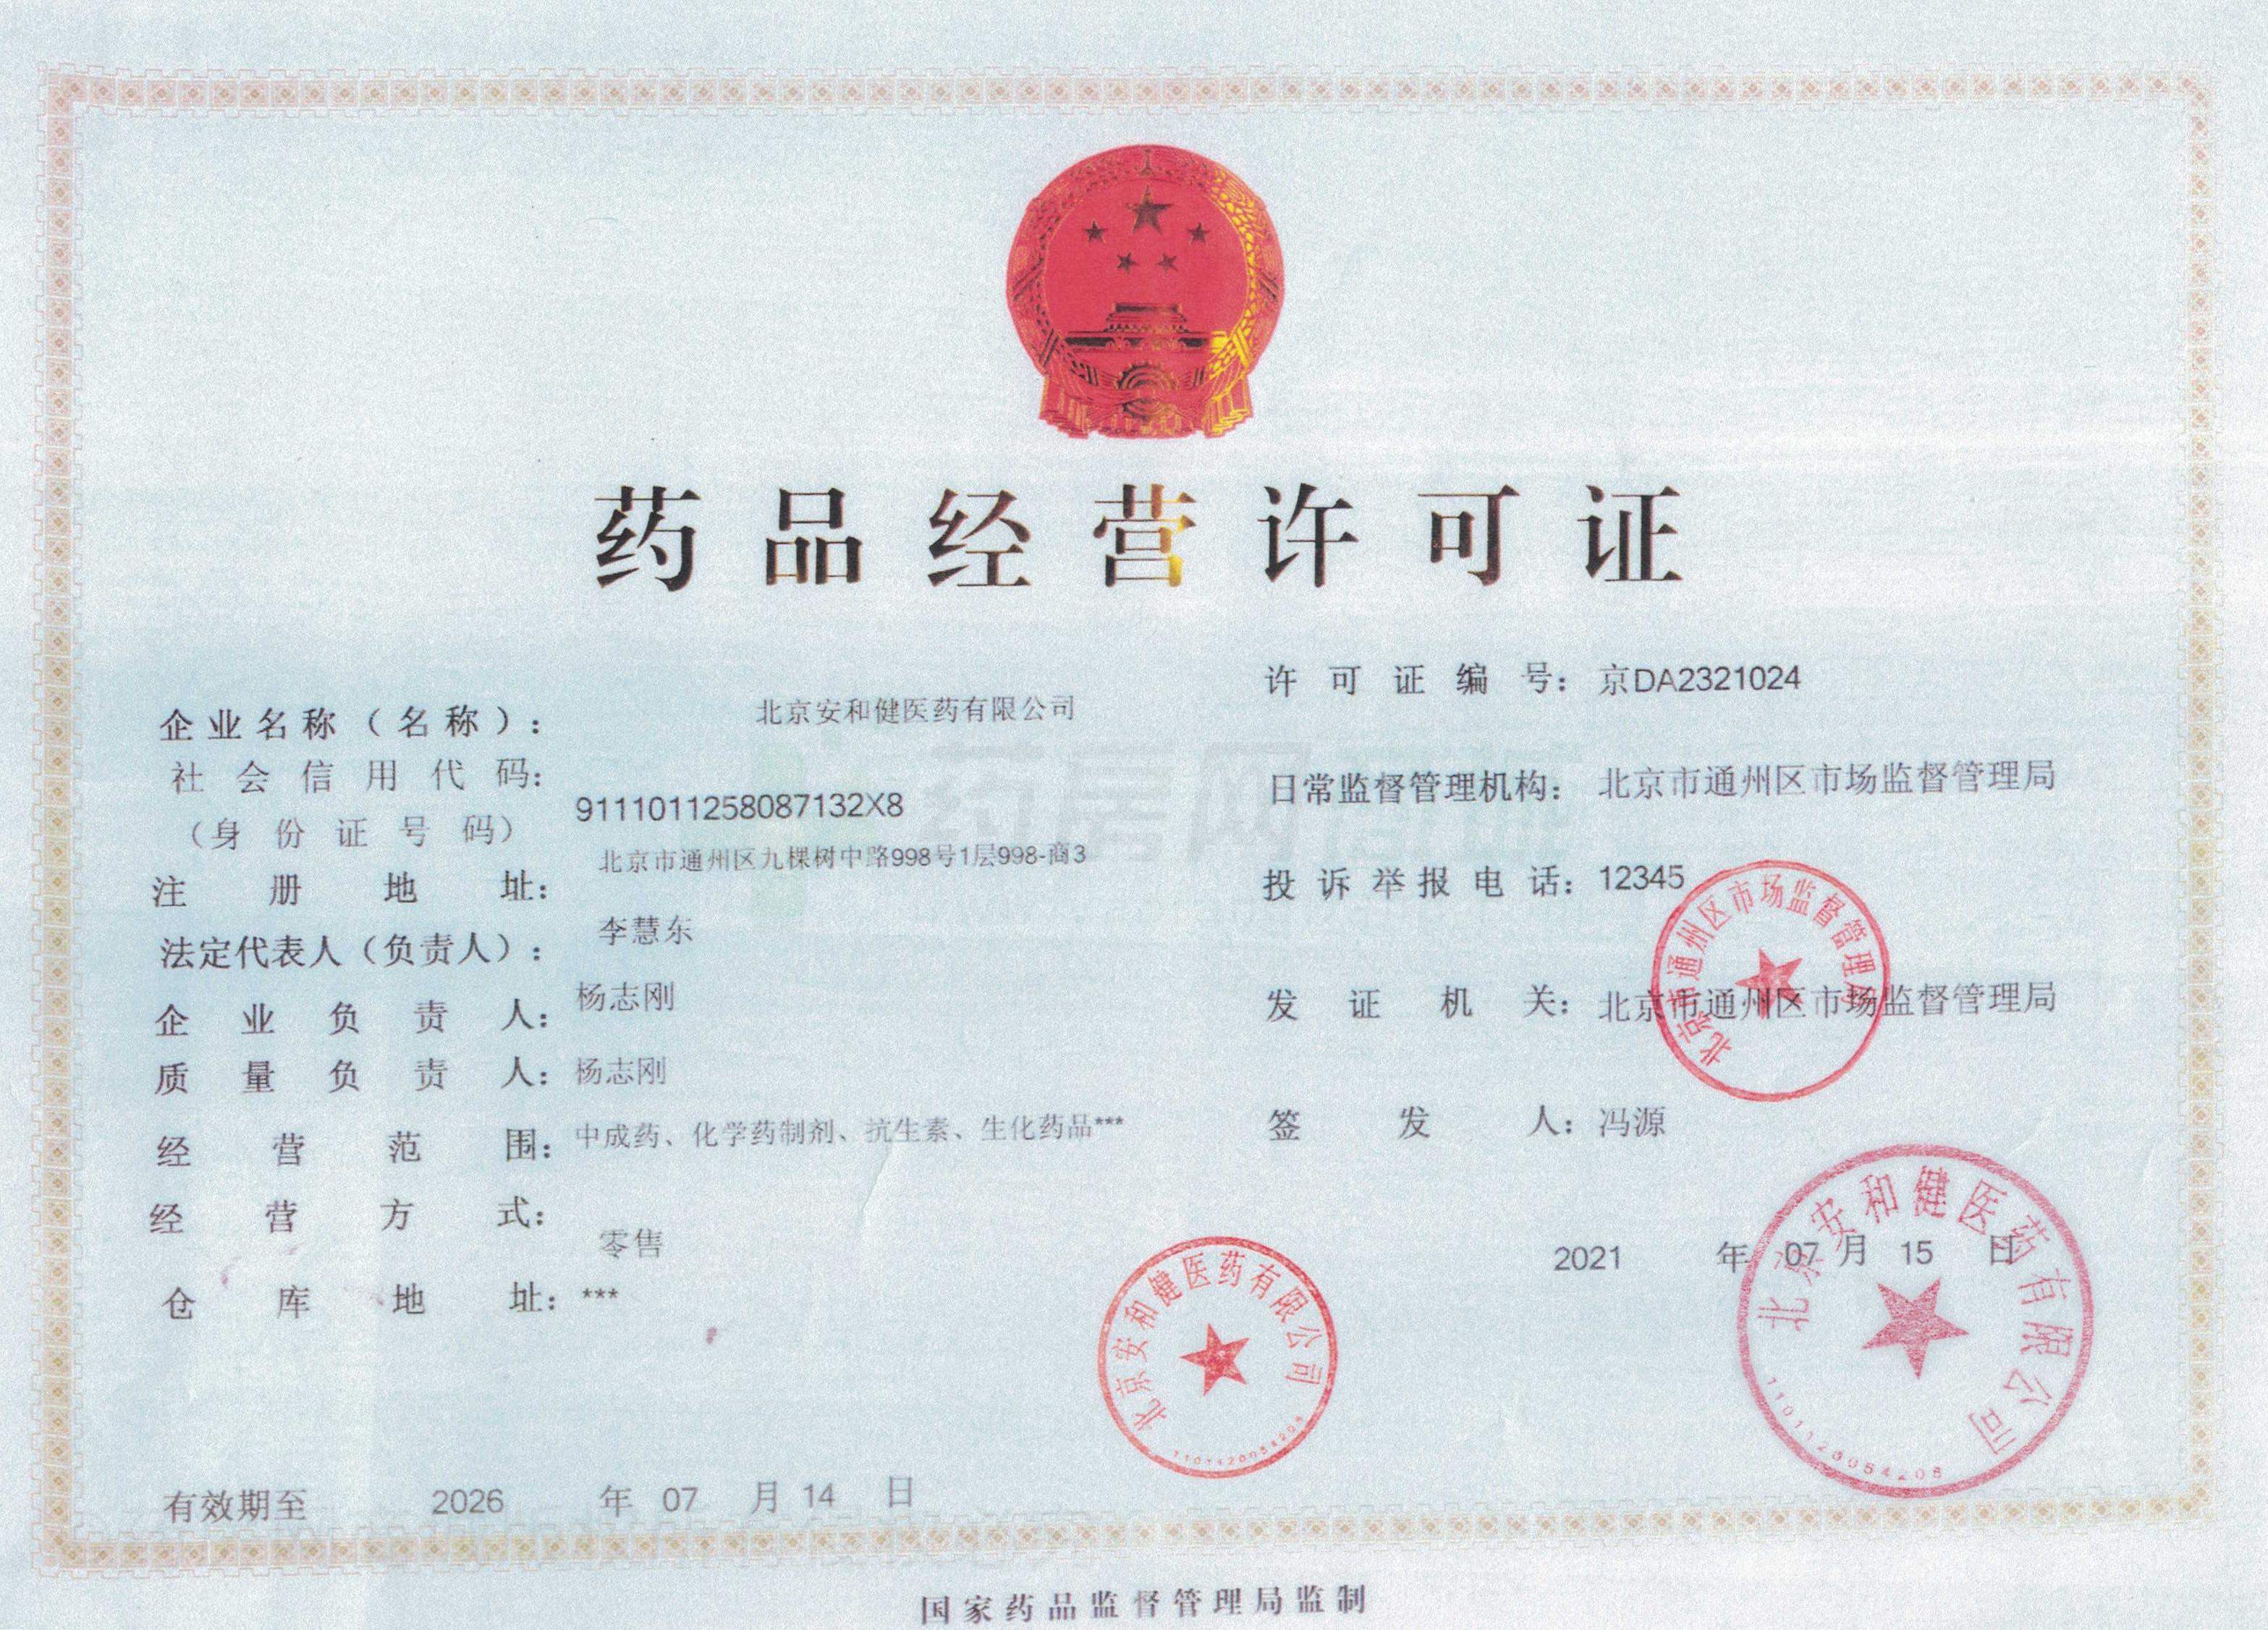 药品经营许可证
企业名称（名称）： 北京安和健医药有限公司
社会信用代码：
（身份证号码） 9111011258087132X8
注册地址： 北京市通州区九棵树中路998号1层998-商3
法定代表人（负责人）： 李慧东
企业负责人： 杨志刚
质量负责人： 杨志刚
经营范围： 中成药、化学药制剂、抗生素、生化药品***
经营方式： 零售
仓库地址： ***
有效期至 2026 年 07 月 14 日
许可证编号： 京DA2321024
日常监督管理机构： 北京市通州区市场监督管理局
投诉举报电话： 12345
发证机关： 北京市通州区市场监督管理局
签发人： 冯源
2021 年 07 月 15 日
北京市通州区市场监督管理局
北京安和健医药有限公司
北京安和健医药有限公司
国家药品监督管理局监制